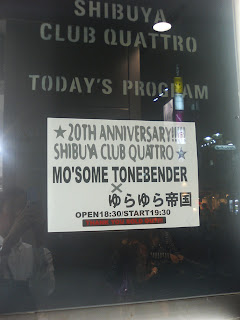 SHIBUYA
CLUB QUATTRO
TODAY'S PROGRAM
★20TH ANNIVERSARY!!!!
SHIBUYA CLUB QUATTRO★
MO'SOME TONEBENDER
×
ゆらゆら帝国
OPEN18:30/START19:30